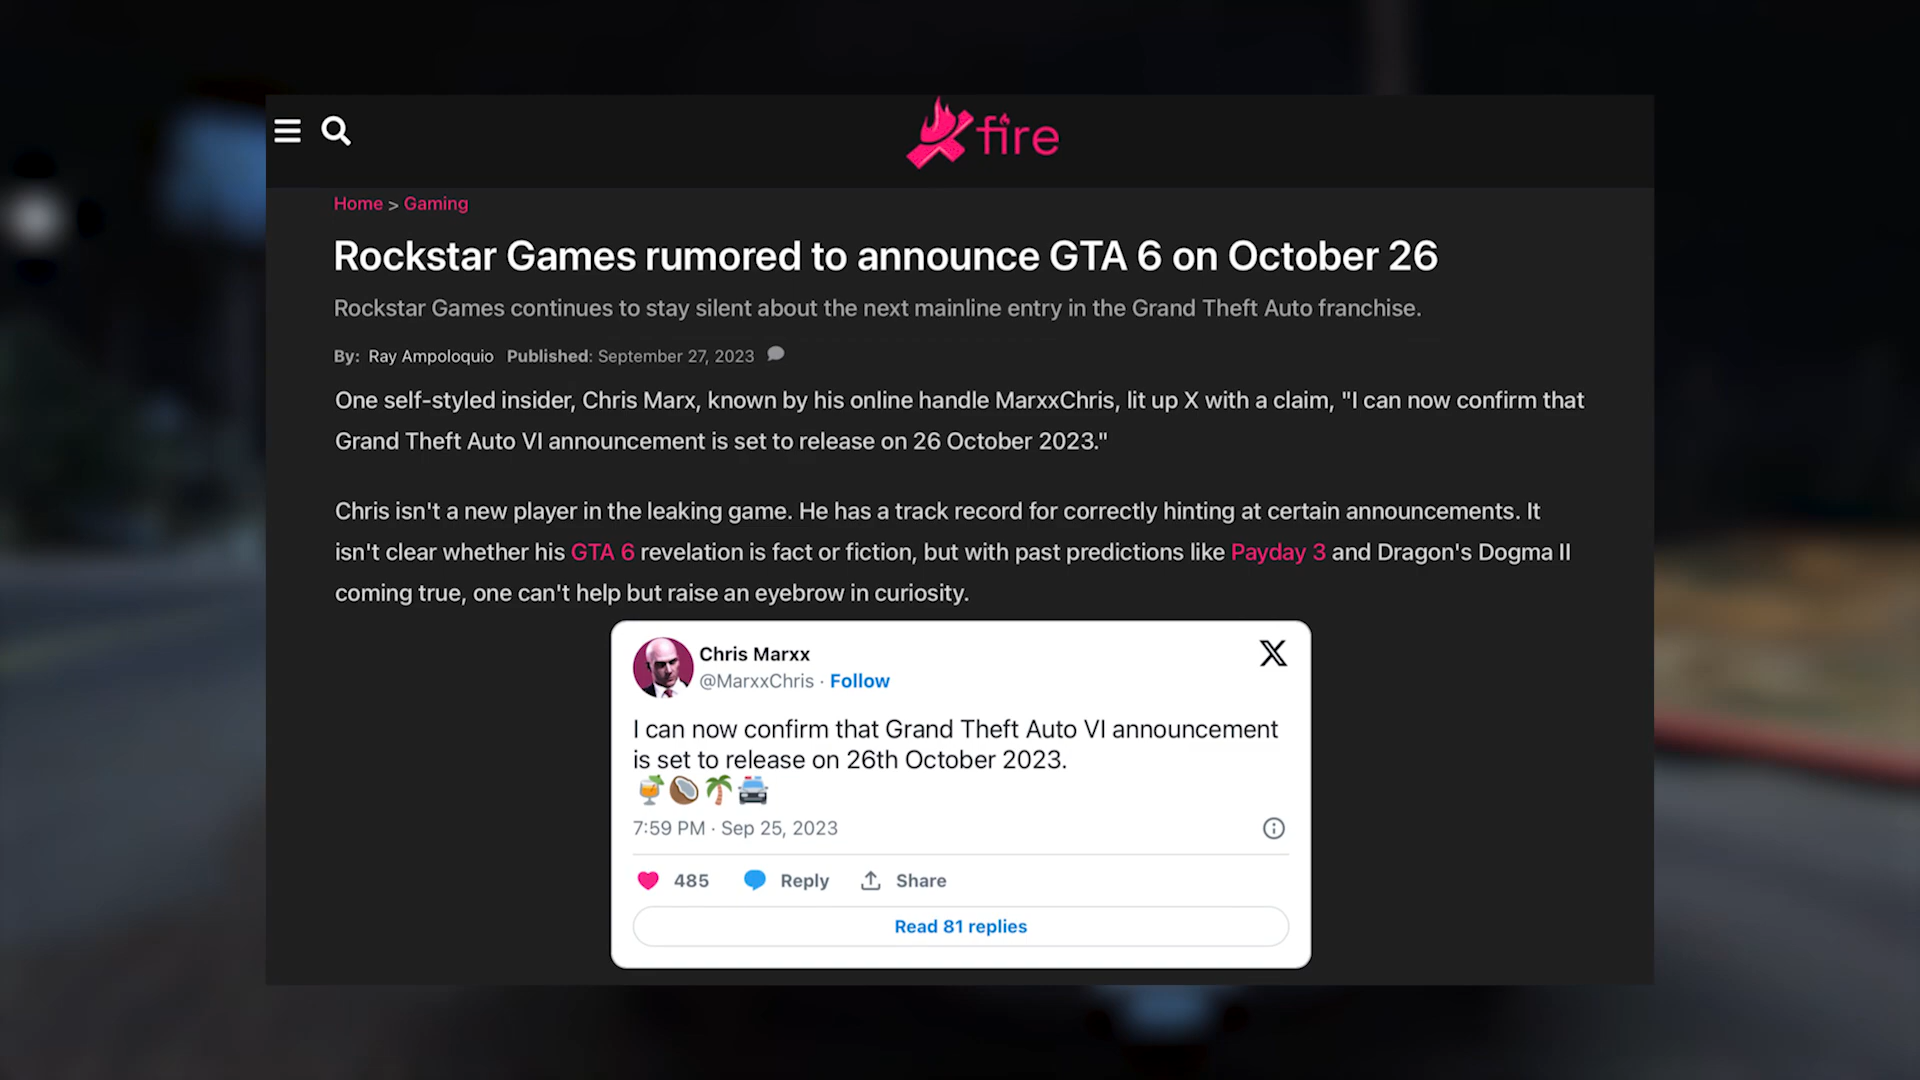 fire
Home > Gaming
Rockstar Games rumored to announce GTA 6 on October 26
Rockstar Games continues to stay silent about the next mainline entry in the Grand Theft Auto franchise.
By: Ray Ampoloquio Published: September 27, 2023
One self-styled insider, Chris Marx, known by his online handle MarxxChris, lit up X with a claim, "I can now confirm that
Grand Theft Auto VI announcement is set to release on 26 October 2023."
Chris isn't a new player in the leaking game. He has a track record for correctly hinting at certain announcements. It
isn't clear whether his GTA 6 revelation is fact or fiction, but with past predictions like Payday 3 and Dragon's Dogma II
coming true, one can't help but raise an eyebrow in curiosity.
Chris Marxx
@MarxxChris · Follow
I can now confirm that Grand Theft Auto VI announcement
is set to release on 26th October 2023.
🍹🥥🌴🚔
7:59 PM · Sep 25, 2023
485 Reply Share
Read 81 replies